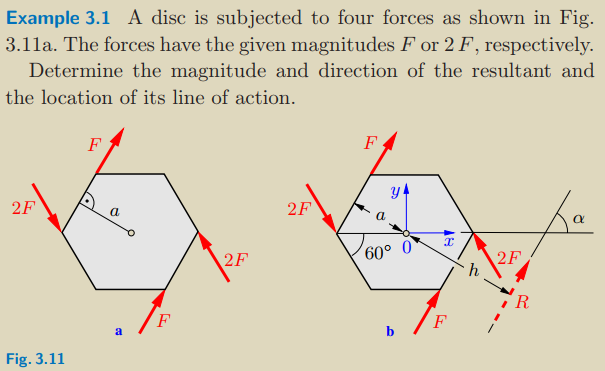 Example 3.1 A disc is subjected to four forces as shown in Fig.
3.11a. The forces have the given magnitudes F or 2 F, respectively.
Determine the magnitude and direction of the resultant and
the location of its line of action.
F
2F
a
2F
F
a
F
y
2F
a
α
x
60°
0
2F
h
R
F
b
Fig. 3.11